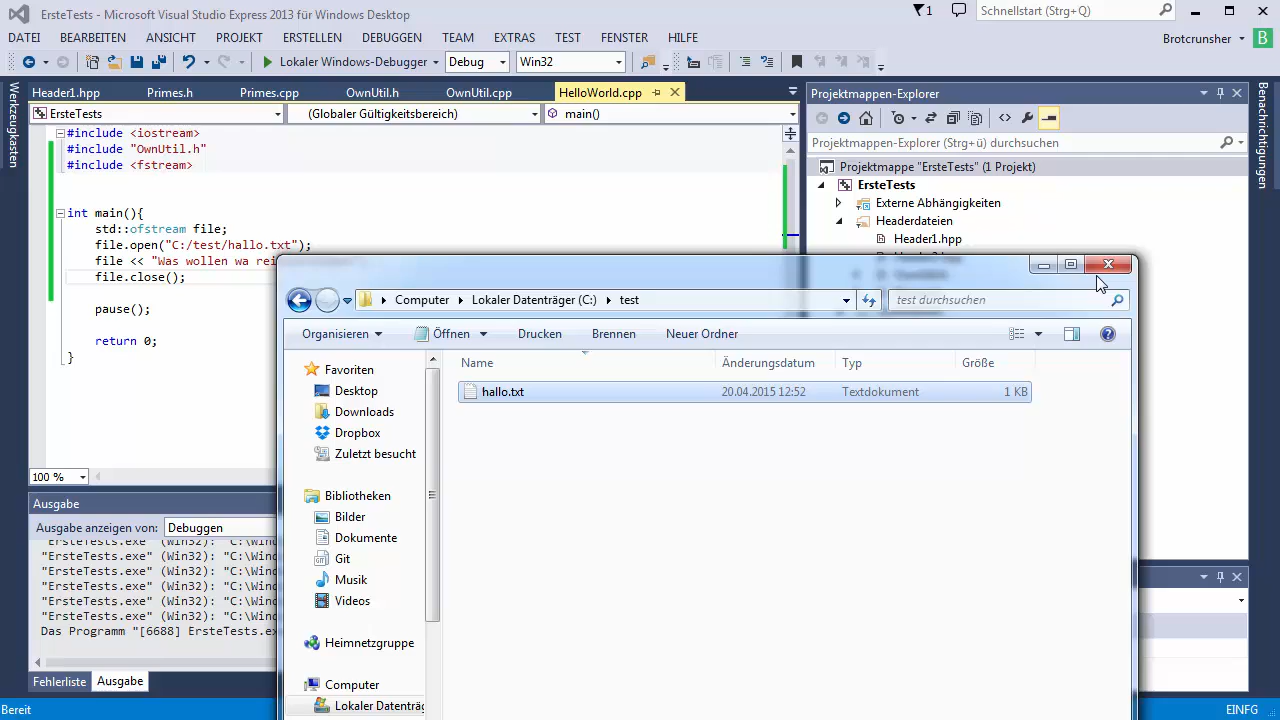 ErsteTests - Microsoft Visual Studio Express 2013 für Windows Desktop
1
Schnellstart (Strg+Q)
DATEI BEARBEITEN ANSICHT PROJEKT ERSTELLEN DEBUGGEN TEAM EXTRAS TEST FENSTER HILFE
Brotcrunsher
B
Lokaler Windows-Debugger
Debug
Win32
Werkzeugkasten
Header1.hpp Primes.h Primes.cpp OwnUtil.h OwnUtil.cpp HelloWorld.cpp
ErsteTests
(Globaler Gültigkeitsbereich)
main()
#include <iostream>
#include "OwnUtil.h"
#include <fstream>
int main(){
std::ofstream file;
file.open("C:/test/hallo.txt");
file << "Was wollen wa rei
file.close();
pause();
return 0;
}
100 %
Projektmappen-Explorer
Projektmappen-Explorer (Strg+ü) durchsuchen
Projektmappe "ErsteTests" (1 Projekt)
ErsteTests
Externe Abhängigkeiten
Headerdateien
Header1.hpp
Benachrichtigungen
Computer
Lokaler Datenträger (C:)
test
test durchsuchen
Organisieren
Öffnen
Drucken
Brennen
Neuer Ordner
Name
Änderungsdatum
Typ
Größe
hallo.txt
20.04.2015 12:52
Textdokument
1 KB
Favoriten
Desktop
Downloads
Dropbox
Zuletzt besucht
Bibliotheken
Bilder
Dokumente
Git
Musik
Videos
Heimnetzgruppe
Computer
Lokaler Datenträg
Ausgabe
Ausgabe anzeigen von:
Debuggen
"ErsteTests.exe" (Win32): "C:\Wind
"ErsteTests.exe" (Win32): "C:\Wind
"ErsteTests.exe" (Win32): "C:\Wind
"ErsteTests.exe" (Win32): "C:\Wind
"ErsteTests.exe" (Win32): "C:\Wind
"ErsteTests.exe" (Win32): "C:\Wind
Das Programm "[6688] ErsteTests.ex
Fehlerliste
Ausgabe
Bereit
EINFG